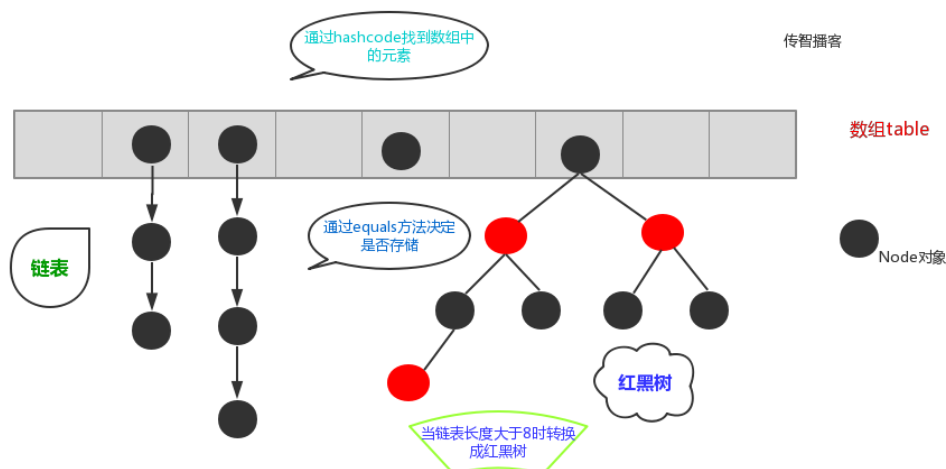 通过hashcode找到数组中
的元素
传智播客
数组table
通过equals方法决定
是否存储
链表
Node对象
红黑树
当链表长度大于8时转换
成红黑树